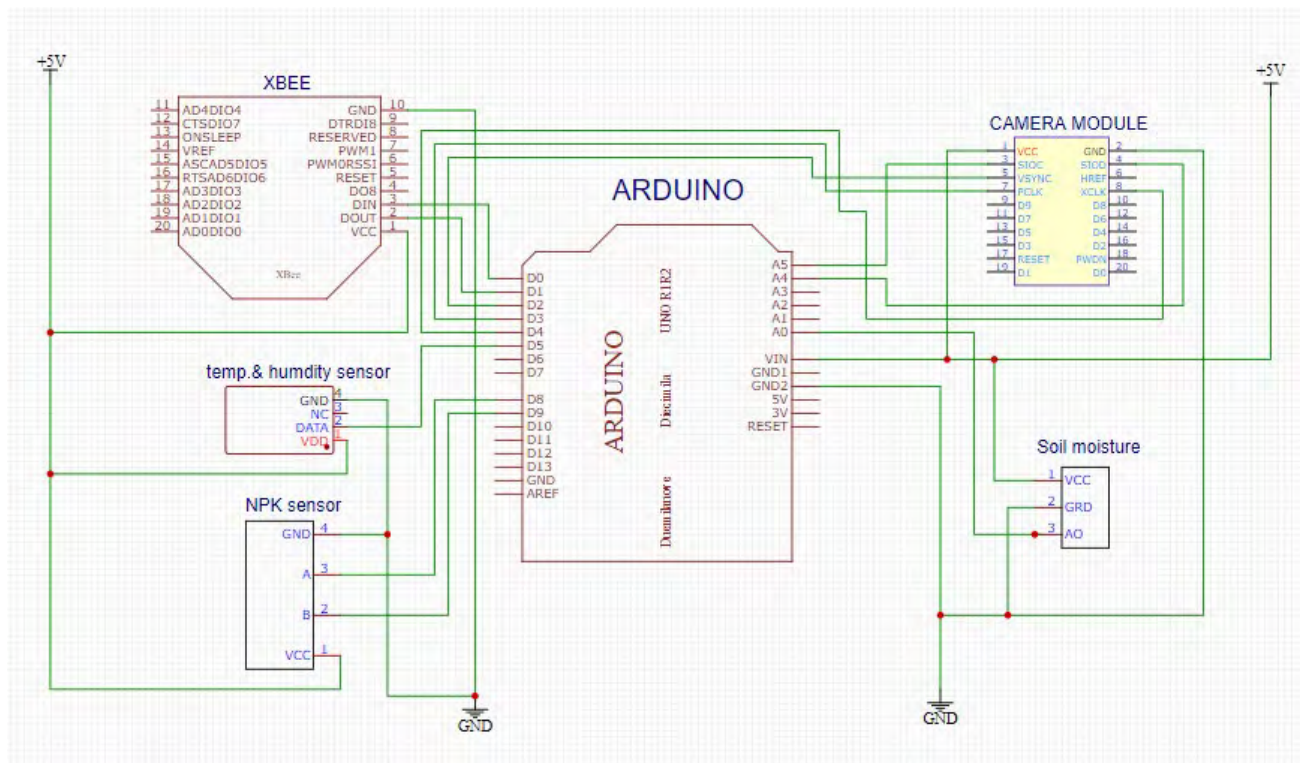 +5V
XBEE
11 AD4DIO4
12 CTSDIO7
13 ONSLEEP
14 VREF
15 ASCAD5DIO5
16 RTSAD6DIO6
17 AD3DIO3
18 AD2DIO2
19 AD1DIO1
20 AD0DIO0
GND 10
DTRDI8 9
RESERVED 8
PWM1 7
PWM0RSSI 6
RESET 5
DO8 4
DIN 3
DOUT 2
VCC 1
XBee
+5V
CAMERA MODULE
1 VCC GND 2
3 SIOC SIOD 4
5 VSYNC HREF 6
7 PCLK XCLK 8
9 D9 D8 10
11 D7 D6 12
13 D5 D4 14
15 D3 D2 16
17 RESET PWDN 18
19 D1 D0 20
ARDUINO
D0
D1
D2
D3
D4
D5
D6
D7
D8
D9
D10
D11
D12
D13
GND
AREF
ARDUINO
UNO R1R2
Diecimila
Duemilanove
A5
A4
A3
A2
A1
A0
VIN
GND1
GND2
5V
3V
RESET
temp.& humdity sensor
GND 4
NC 3
DATA 2
VDD 1
NPK sensor
GND 4
A 3
B 2
VCC 1
Soil moisture
1 VCC
2 GRD
3 AO
GND
GND